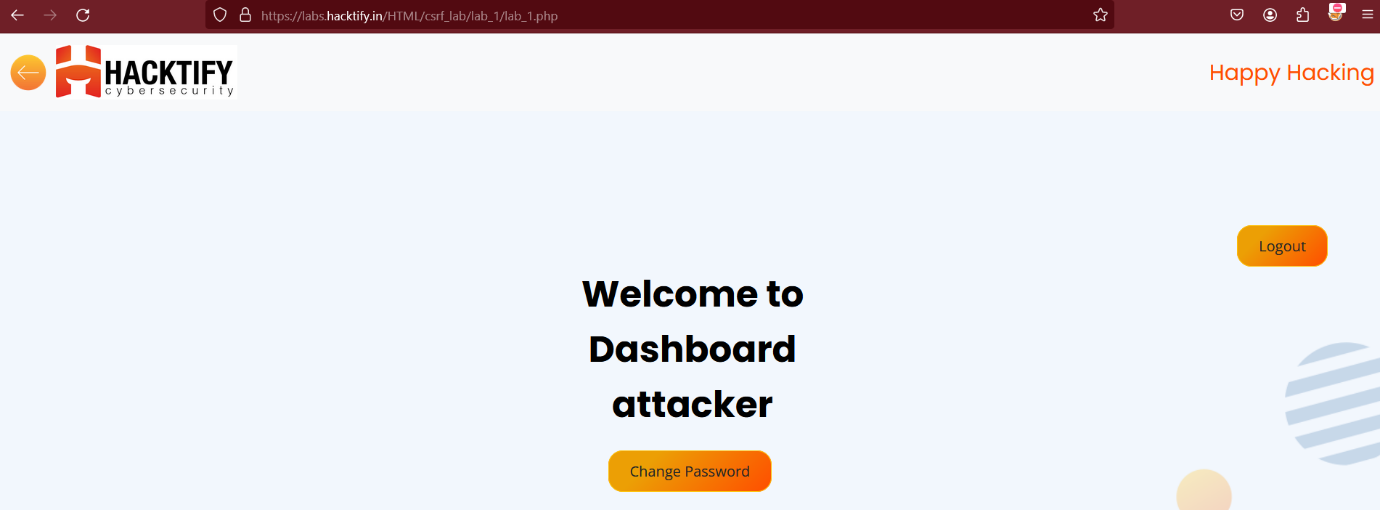 https://labs.hacktify.in/HTML/csrf_lab/lab_1/lab_1.php
HACKTIFY
cybersecurity
Happy Hacking
Logout
Welcome to
Dashboard
attacker
Change Password